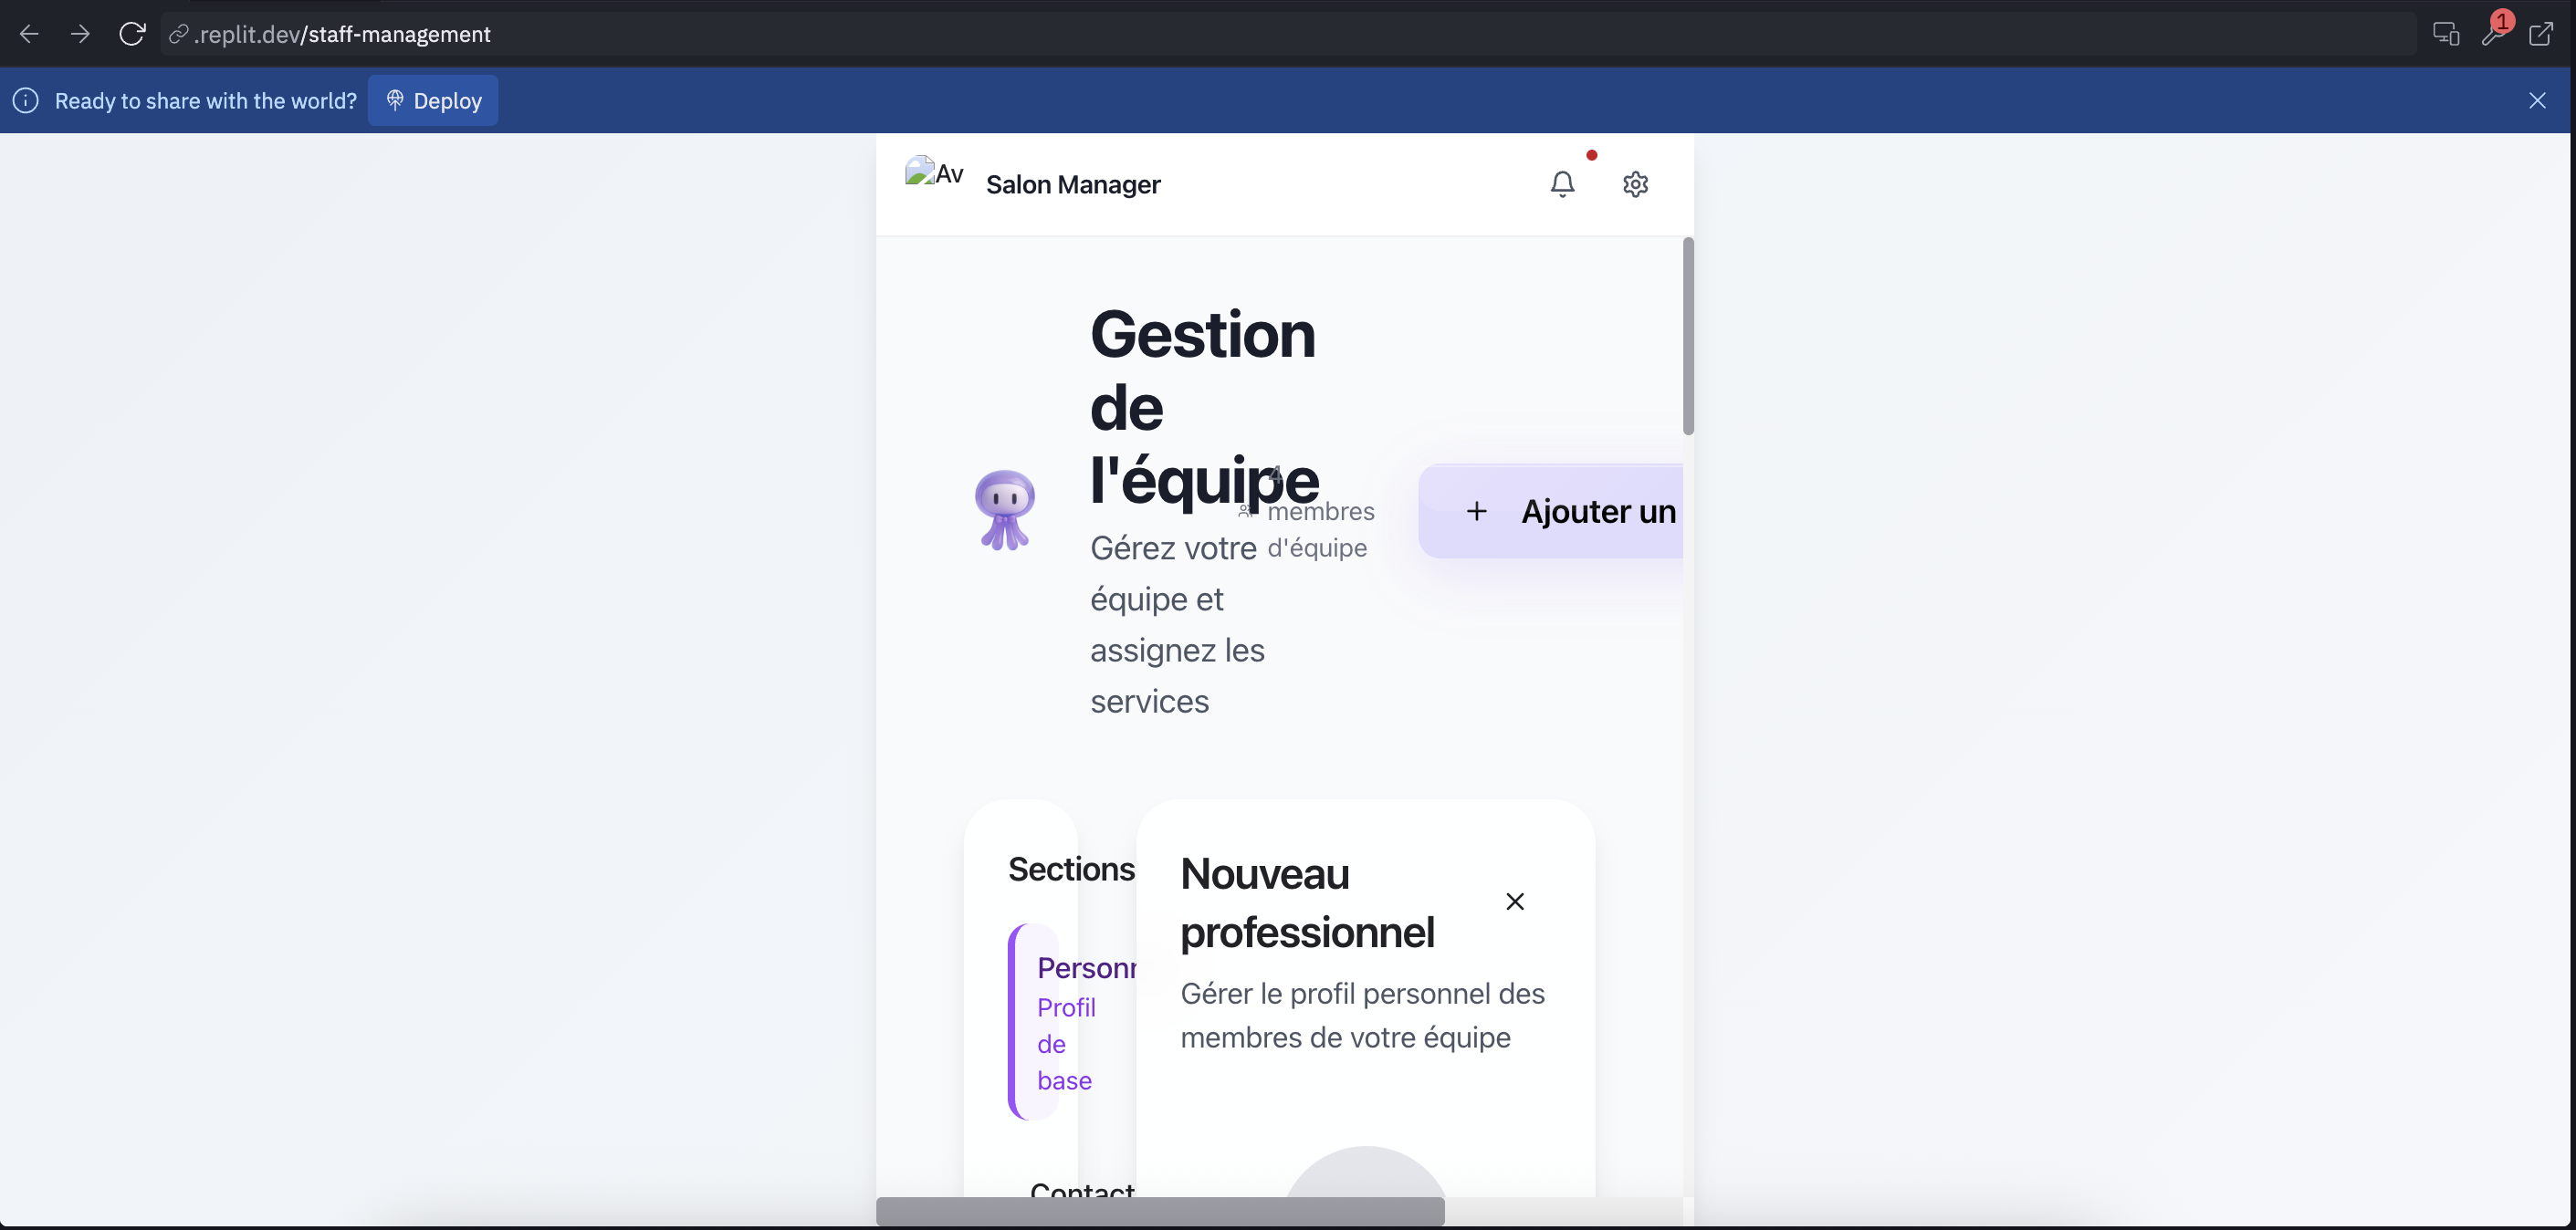 .replit.dev/staff-management
1
Ready to share with the world?
Deploy
Av
Salon Manager
Gestion
de
l'équipe
4
membres
d'équipe
Gérez votre
équipe et
assignez les
services
+ Ajouter un
Sections
Personn
Profil
de
base
Contact
Nouveau
professionnel
Gérer le profil personnel des
membres de votre équipe